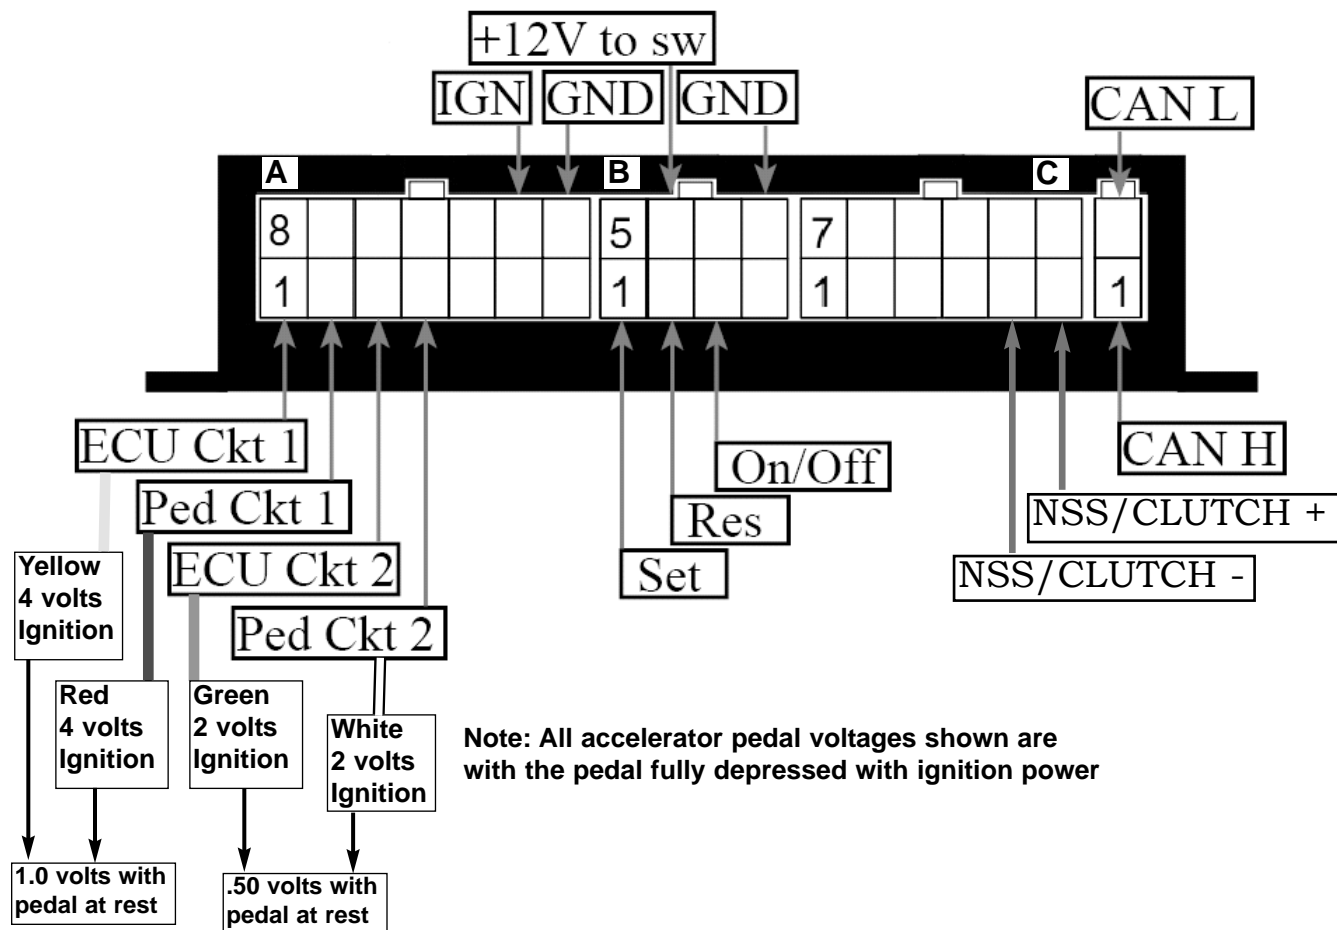 +12V to sw
IGN
GND
GND
CAN L
A
B
C
8
5
7
1
1
1
1
ECU Ckt 1
Ped Ckt 1
ECU Ckt 2
Ped Ckt 2
On/Off
Res
Set
CAN H
NSS/CLUTCH +
NSS/CLUTCH -
Yellow
4 volts
Ignition
Red
4 volts
Ignition
Green
2 volts
Ignition
White
2 volts
Ignition
Note: All accelerator pedal voltages shown are
with the pedal fully depressed with ignition power
1.0 volts with
pedal at rest
.50 volts with
pedal at rest